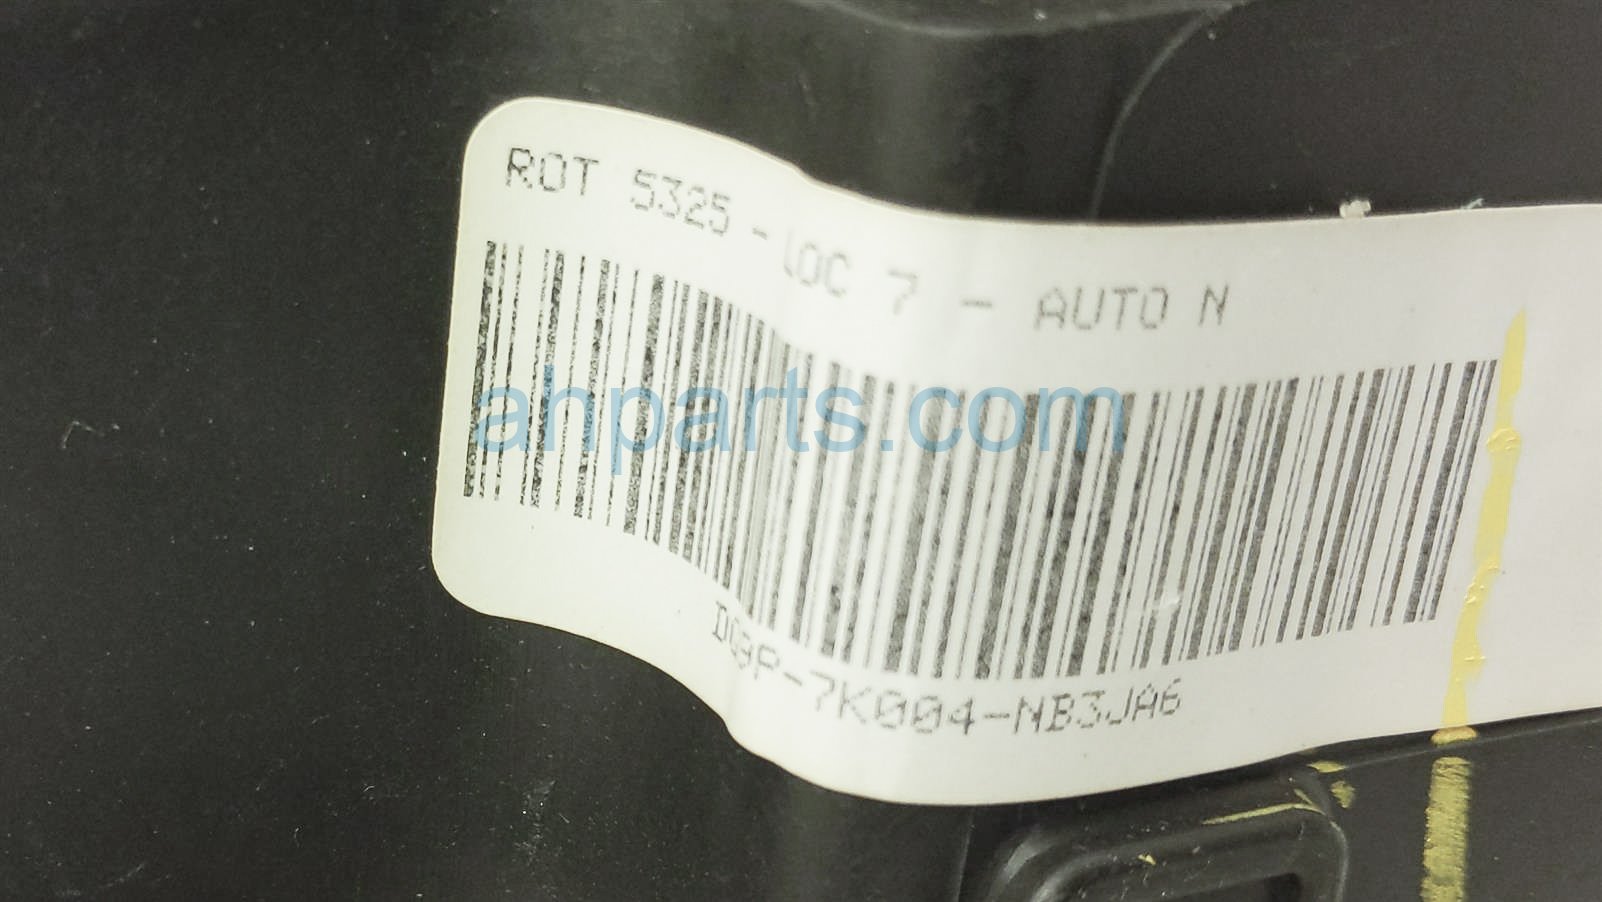 ROT 5325 - LOC 7 - AUTO N
ahparts.com
DG9P-7K004-NB3JA6